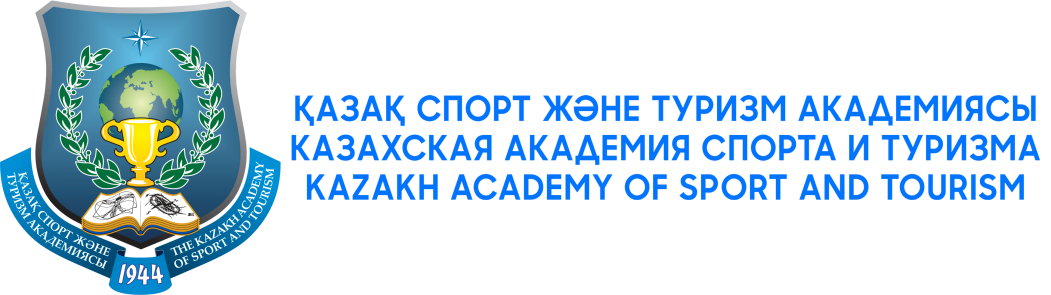 ҚАЗАҚ СПОРТ ЖӘНЕ ТУРИЗМ АКАДЕМИЯСЫ
КАЗАХСКАЯ АКАДЕМИЯ СПОРТА И ТУРИЗМА
KAZAKH ACADEMY OF SPORT AND TOURISM
ҚАЗАҚ СПОРТ ЖӘНЕ
ТУРИЗМ АКАДЕМИЯСЫ
1944
THE KAZAKH ACADEMY
OF SPORT AND TOURISM